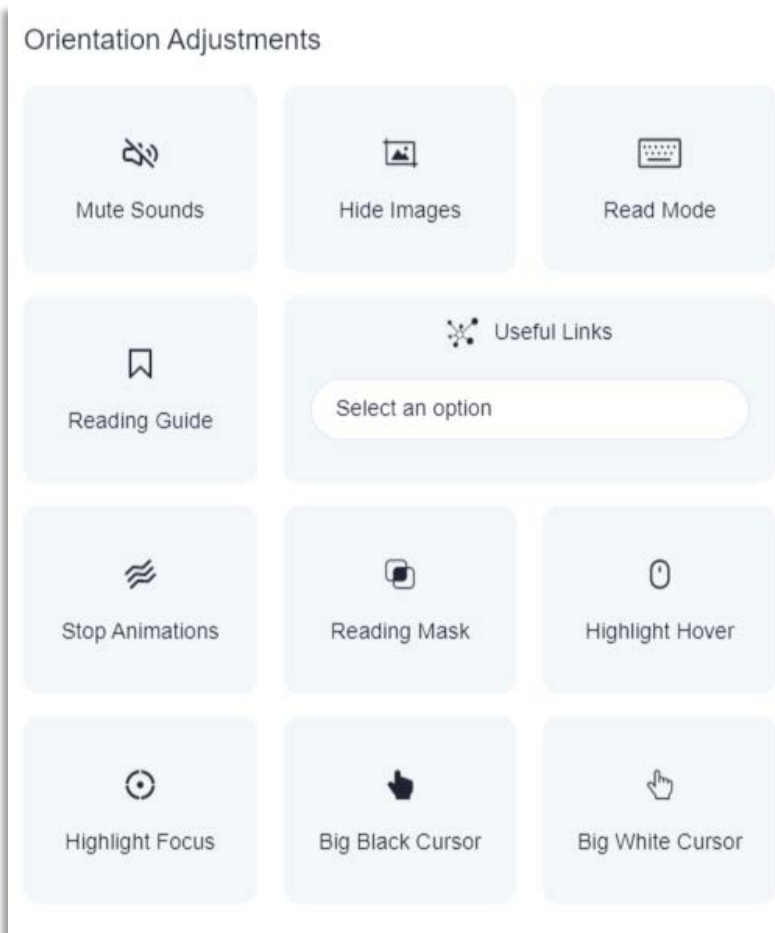 Orientation Adjustments
Mute Sounds
Hide Images
Read Mode
Reading Guide
Useful Links
Select an option
Stop Animations
Reading Mask
Highlight Hover
Highlight Focus
Big Black Cursor
Big White Cursor